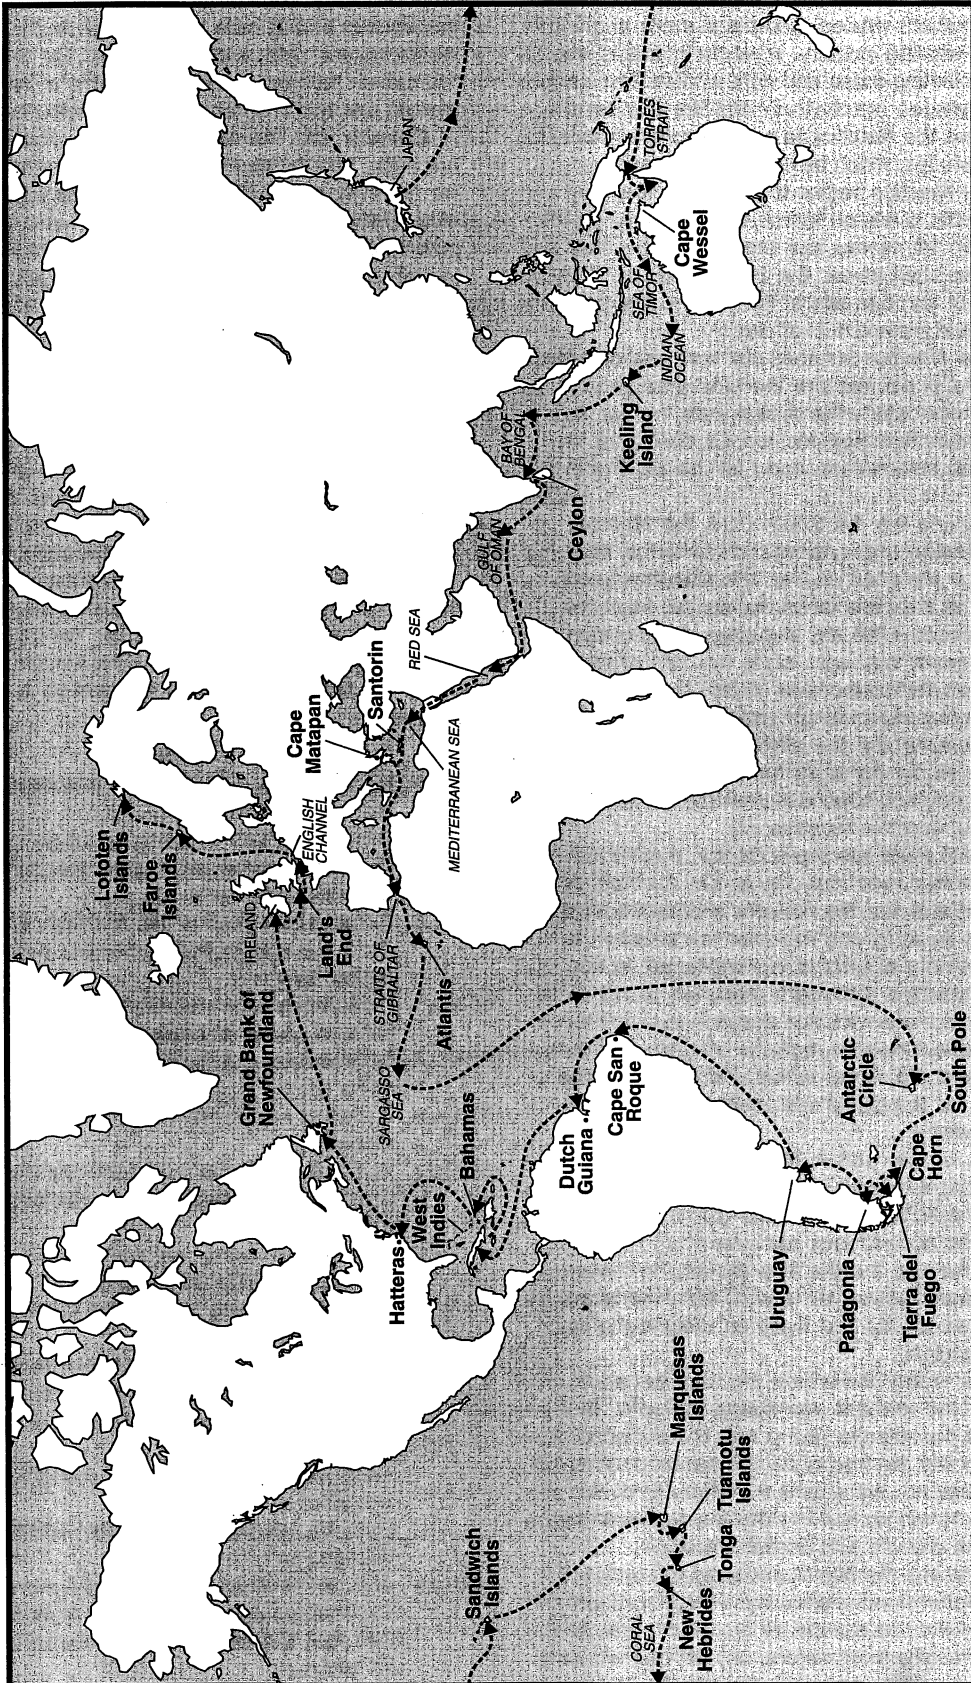 Lofoten
Islands
Faroe
Islands
IRELAND
ENGLISH
CHANNEL
Land's
End
Grand Bank of
Newfoundland
Cape
Matapan
Santorin
RED SEA
MEDITERRANEAN SEA
STRAITS OF
GIBRALTAR
Atlantis
SARGASSO
SEA
Hatteras
West
Indies
Bahamas
Dutch
Guiana
Cape San
Roque
Uruguay
Patagonia
Tierra del
Fuego
Cape
Horn
Antarctic
Circle
South Pole
Sandwich
Islands
Marquesas
Islands
Tuamotu
Islands
Tonga
New
Hebrides
CORAL
SEA
JAPAN
TORRES
STRAIT
Cape
Wessel
SEA OF
TIMOR
INDIAN
OCEAN
Keeling
Island
BAY OF
BENGAL
Ceylon
GULF
OF OMAN